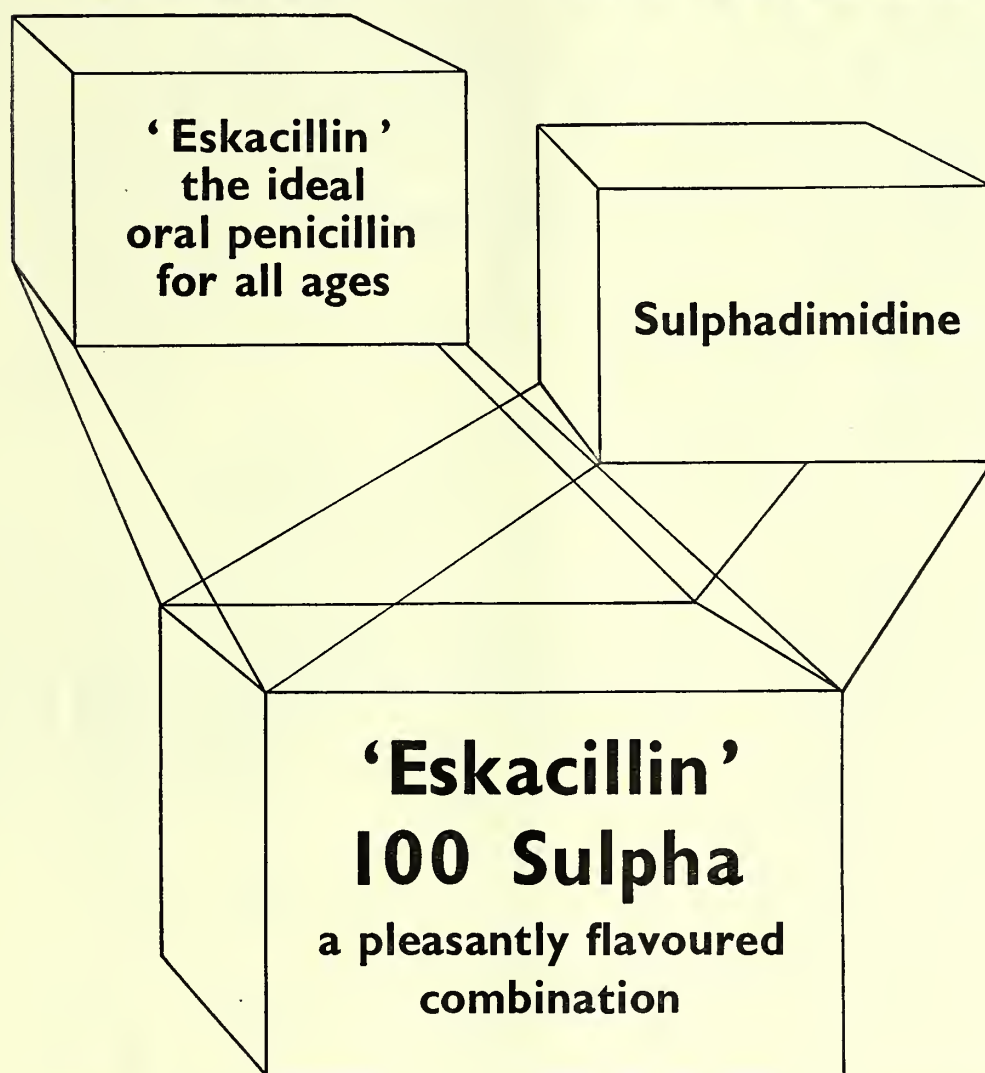 ‘ Eskacillin ’
the ideal
oral penicillin
for all ages
Sulphadimidine
‘Eskacillin’
100 Sulpha
a pleasantly flavoured
combination